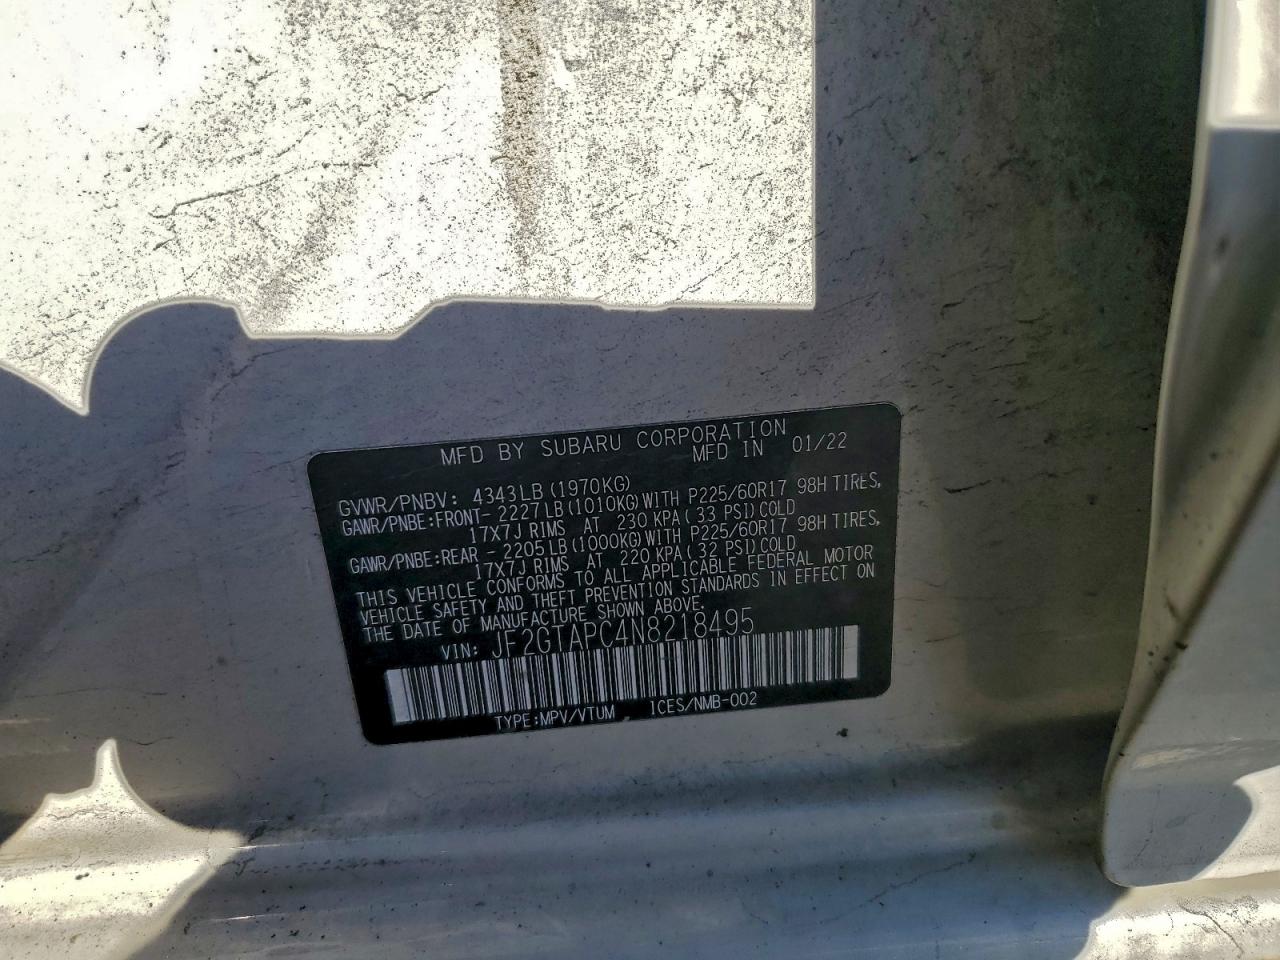 MFD BY SUBARU CORPORATION
MFD IN 01/22
GVWR/PNBV: 4343LB (1970KG)
GAWR/PNBE:FRONT- 2227LB (1010KG) WITH P225/60R17 98H TIRES,
17X7J RIMS AT 230 KPA (33 PSI) COLD
GAWR/PNBE:REAR - 2205LB (1000KG) WITH P225/60R17 98H TIRES,
17X7J RIMS AT 220 KPA (32 PSI) COLD
THIS VEHICLE CONFORMS TO ALL APPLICABLE FEDERAL MOTOR
VEHICLE SAFETY AND THEFT PREVENTION STANDARDS IN EFFECT ON
THE DATE OF MANUFACTURE SHOWN ABOVE.
VIN: JF2GTAPC4N8218495
TYPE:MPV/VTUM ICES/NMB-002